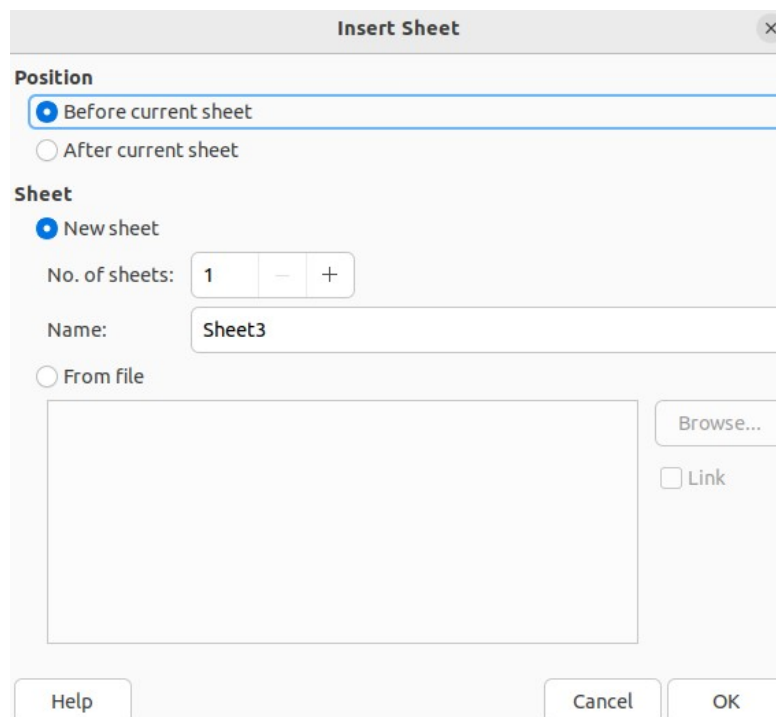 Insert Sheet
Position
Before current sheet
After current sheet
Sheet
New sheet
No. of sheets: 1
Name: Sheet3
From file
Browse...
Link
Help Cancel OK